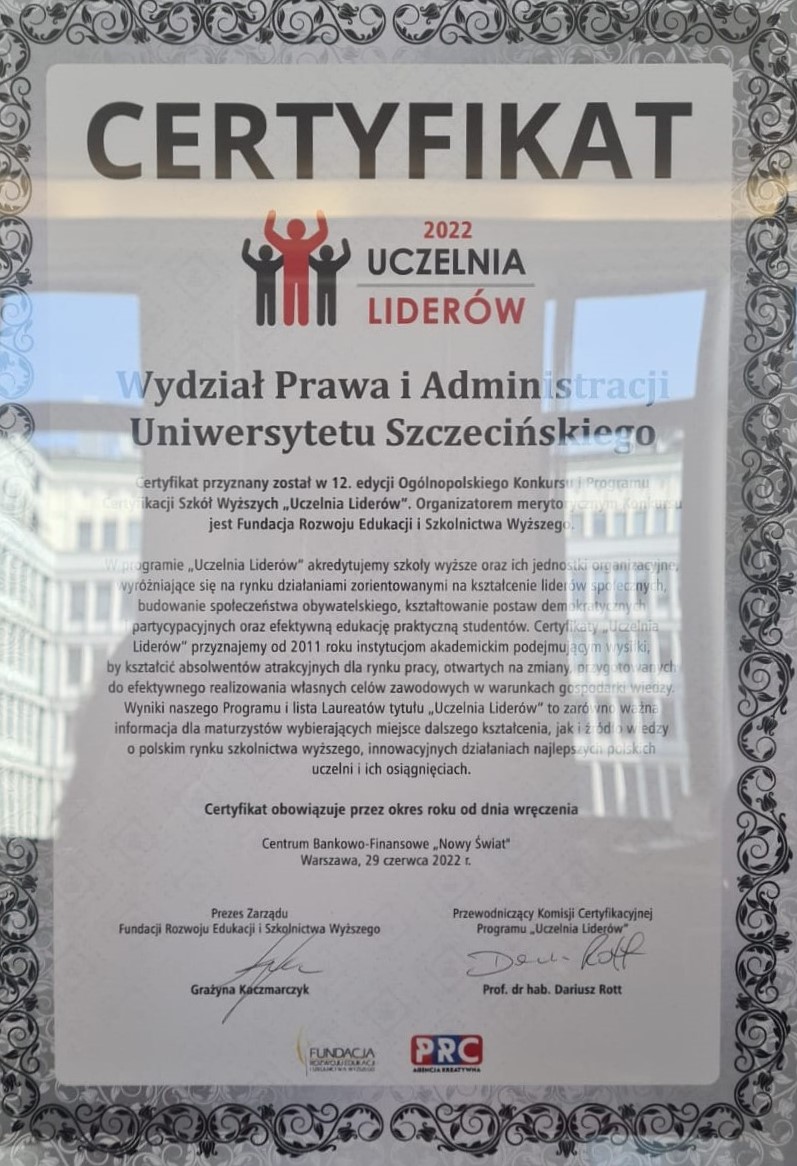 CERTYFIKAT
2022
UCZELNIA
LIDERÓW
Wydział Prawa i Administracji
Uniwersytetu Szczecińskiego
Certyfikat przyznany został w 12. edycji Ogólnopolskiego Konkursu i Programu
Certyfikacji Szkół Wyższych „Uczelnia Liderów”. Organizatorem merytorycznym Konkursu
jest Fundacja Rozwoju Edukacji i Szkolnictwa Wyższego.
W programie „Uczelnia Liderów” akredytujemy szkoły wyższe oraz ich jednostki organizacyjne,
wyróżniające się na rynku działaniami zorientowanymi na kształcenie liderów społecznych,
budowanie społeczeństwa obywatelskiego, kształtowanie postaw demokratycznych
partycypacyjnych oraz efektywną edukację praktyczną studentów. Certyfikaty „Uczelnia
Liderów” przyznajemy od 2011 roku instytucjom akademickim podejmującym wysiłki,
by kształcić absolwentów atrakcyjnych dla rynku pracy, otwartych na zmiany, przygotowanych
do efektywnego realizowania własnych celów zawodowych w warunkach gospodarki wiedzy.
Wyniki naszego Programu i lista Laureatów tytułu „Uczelnia Liderów” to zarówno ważna
informacja dla maturzystów wybierających miejsce dalszego kształcenia, jak i źródło wiedzy
o polskim rynku szkolnictwa wyższego, innowacyjnych działaniach najlepszych polskich
uczelni i ich osiągnięciach.
Certyfikat obowiązuje przez okres roku od dnia wręczenia
Centrum Bankowo-Finansowe „Nowy Świat”
Warszawa, 29 czerwca 2022 r.
Prezes Zarządu
Fundacji Rozwoju Edukacji i Szkolnictwa Wyższego
Grażyna Kaczmarczyk
Przewodniczący Komisji Certyfikacyjnej
Programu „Uczelnia Liderów”
Prof. dr hab. Dariusz Rott
FUNDACJA
ROZWOJU EDUKACJI
I SZKOLNICTWA WYŻSZEGO
PRC
AGENCJA KREATYWNA